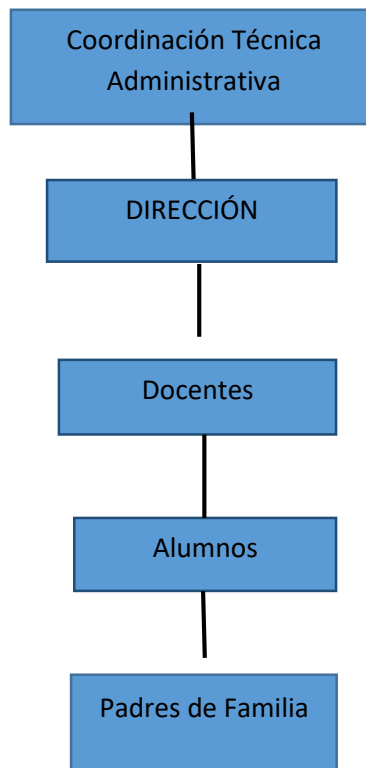 Coordinación Técnica
Administrativa
DIRECCIÓN
Docentes
Alumnos
Padres de Familia